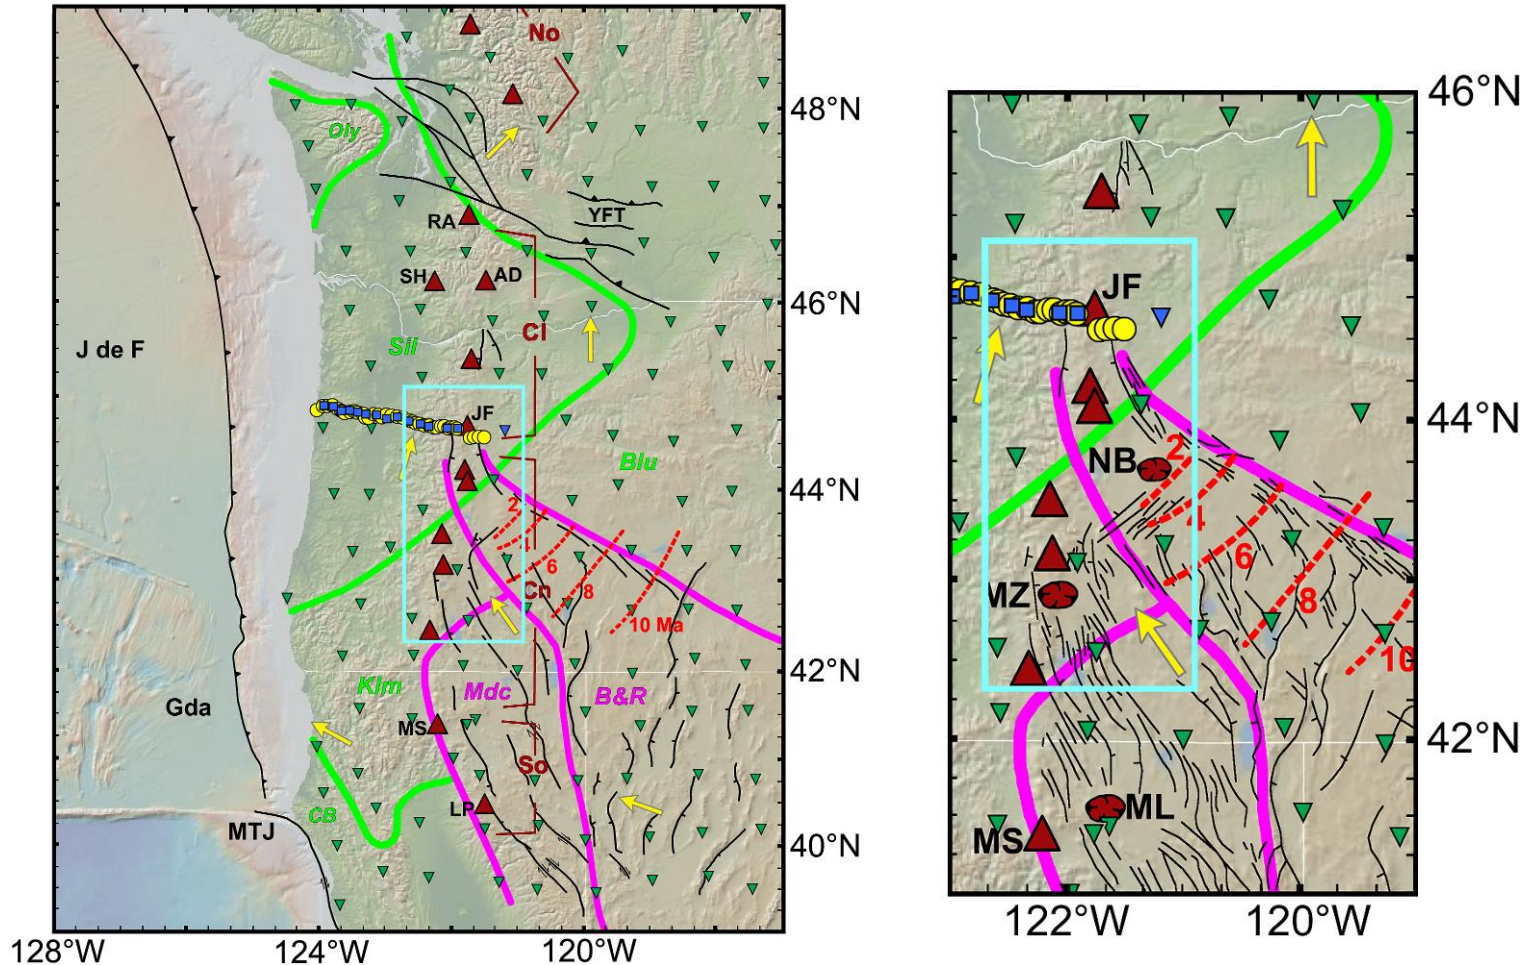 No
48°N
Oly
RA
YFT
SH
AD
46°N
J de F
Sil
Cl
JF
Blu
44°N
2
4
6
8
Cn
10 Ma
42°N
Klm
Mdc
B&R
Gda
MS
So
LP
CB
MTJ
40°N
128°W
124°W
120°W
46°N
JF
44°N
NB
2
4
6
8
MZ
10
42°N
ML
MS
122°W
120°W